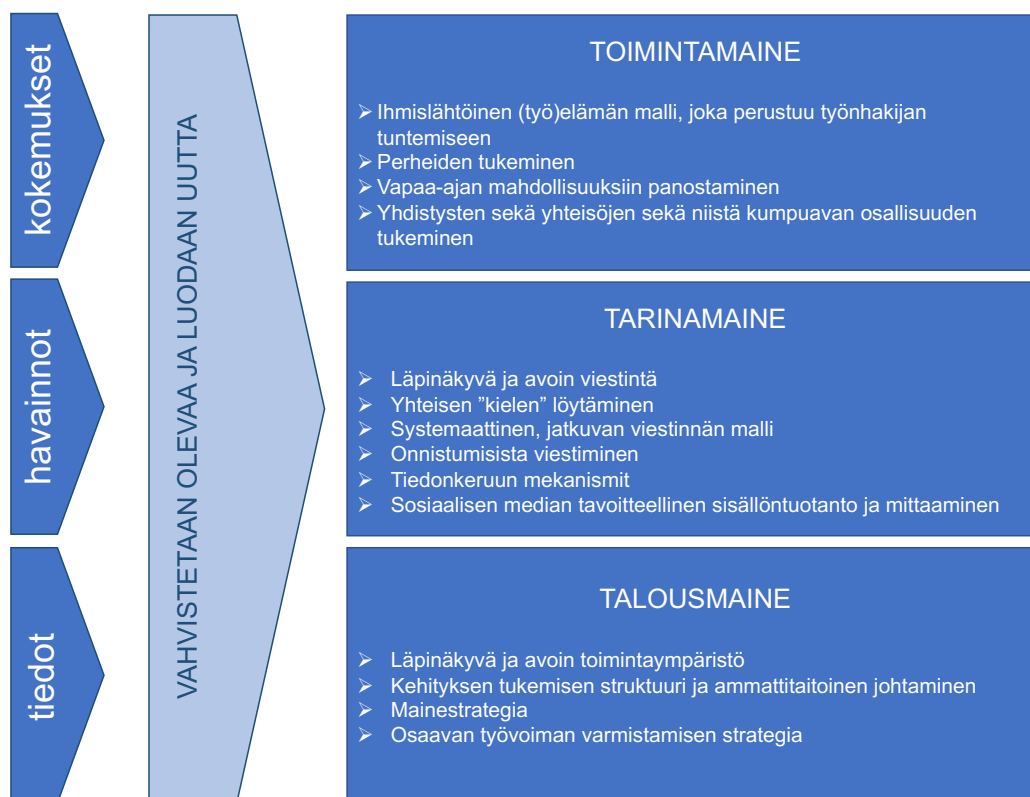 kokemukset
havainnot
tiedot
VAHVISTETAAN OLEVAA JA LUODAAN UUTTA
TOIMINTAMAINE
➢ Ihmislähtöinen (työ)elämän malli, joka perustuu työnhakijan
tuntemiseen
➢ Perheiden tukeminen
➢ Vapaa-ajan mahdollisuuksiin panostaminen
➢ Yhdistysten sekä yhteisöjen sekä niistä kumpuavan osallisuuden
tukeminen
TARINAMAINE
➢ Läpinäkyvä ja avoin viestintä
➢ Yhteisen ”kielen” löytäminen
➢ Systemaattinen, jatkuvan viestinnän malli
➢ Onnistumisista viestiminen
➢ Tiedonkeruun mekanismit
➢ Sosiaalisen median tavoitteellinen sisällöntuotanto ja mittaaminen
TALOUSMAINE
➢ Läpinäkyvä ja avoin toimintaympäristö
➢ Kehityksen tukemisen struktuuri ja ammattitaitoinen johtaminen
➢ Mainestrategia
➢ Osaavan työvoiman varmistamisen strategia